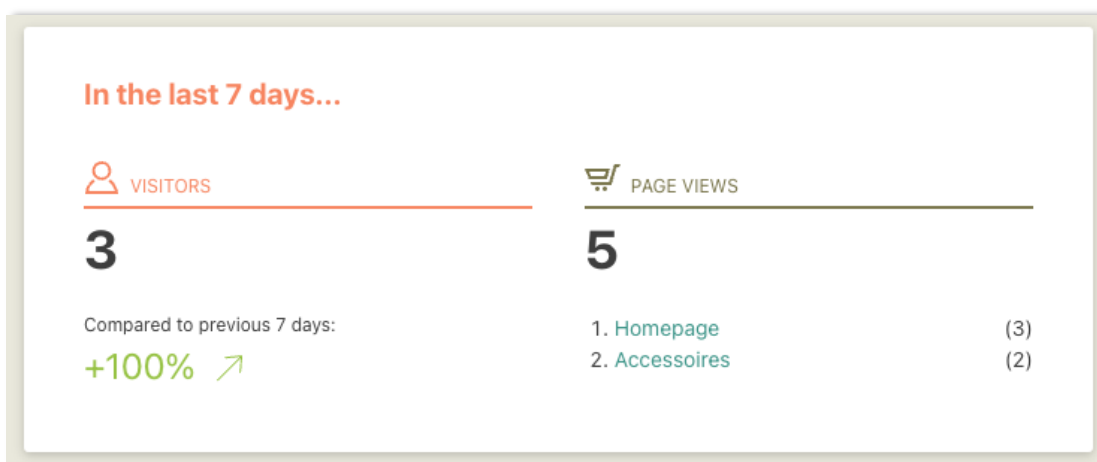 In the last 7 days...
VISITORS
3
Compared to previous 7 days:
+100%
PAGE VIEWS
5
1. Homepage (3)
2. Accessoires (2)